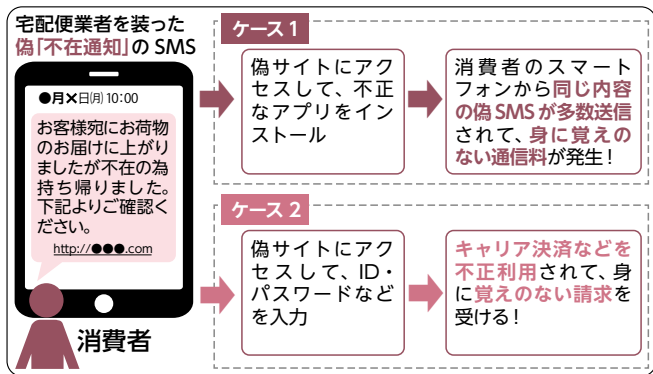 宅配便業者を装った
偽「不在通知」の SMS
●月×日㈪ 10:00
お客様宛にお荷物
のお届けに上がり
ましたが不在の為
持ち帰りました。
下記よりご確認く
ださい。
http://●●●.com
消費者
ケース 1
偽サイトにアク
セスして、不正
なアプリをイン
ストール
消費者のスマート
フォンから同じ内容
の偽 SMS が多数送信
されて、身に覚えの
ない通信料が発生！
ケース 2
偽サイトにアク
セスして、ID・
パスワードなど
を入力
キャリア決済などを
不正利用されて、身
に覚えのない請求を
受ける！